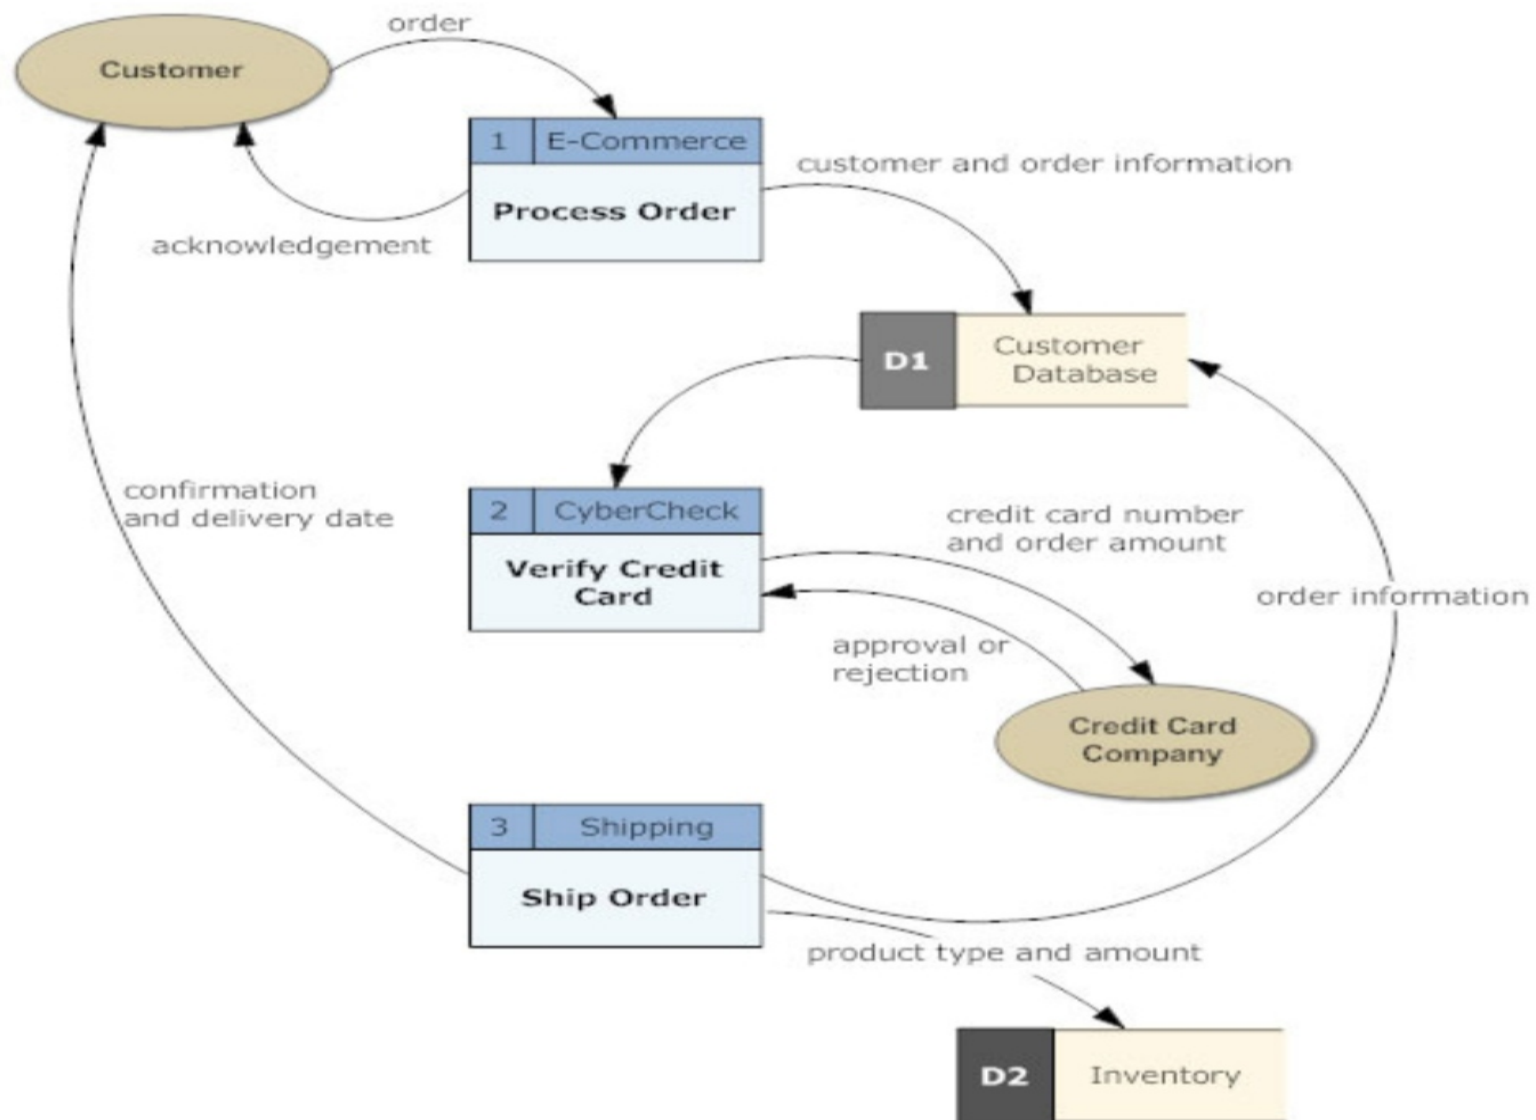 order
Customer
1 E-Commerce
Process Order
customer and order information
acknowledgement
D1
Customer
Database
confirmation
and delivery date
2 CyberCheck
Verify Credit
Card
credit card number
and order amount
order information
approval or
rejection
Credit Card
Company
3 Shipping
Ship Order
product type and amount
D2 Inventory